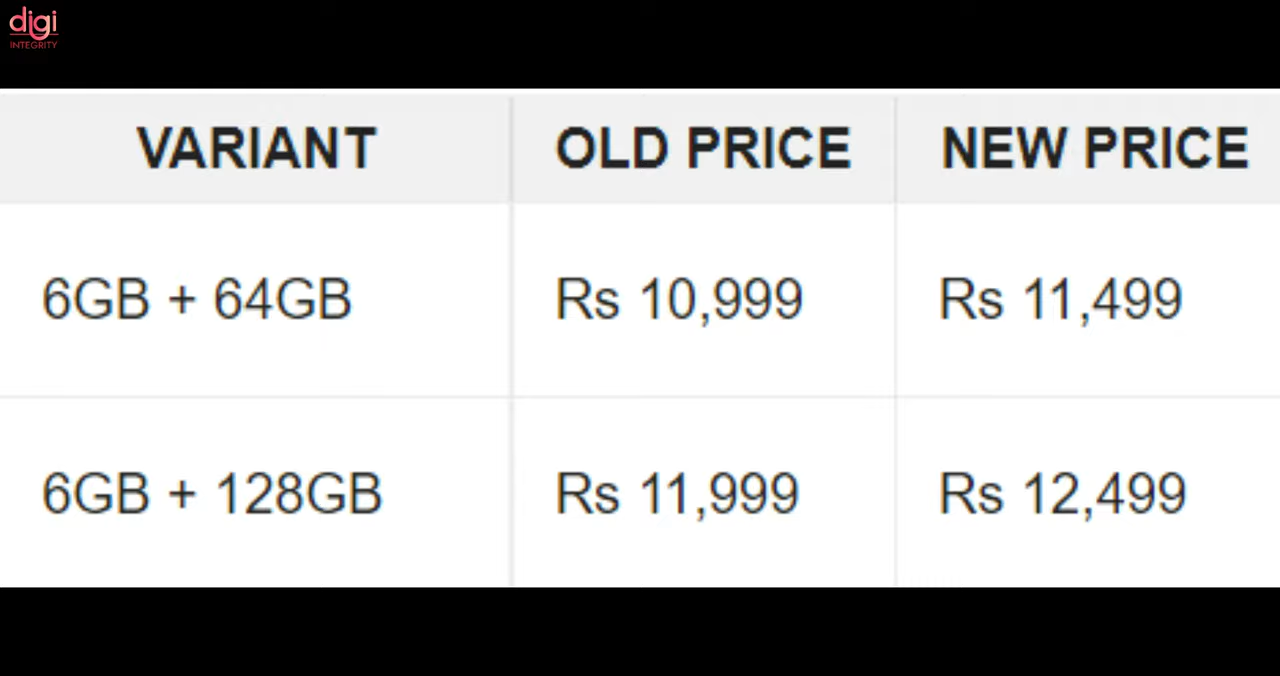 digi
INTEGRITY
VARIANT OLD PRICE NEW PRICE
6GB + 64GB Rs 10,999 Rs 11,499
6GB + 128GB Rs 11,999 Rs 12,499